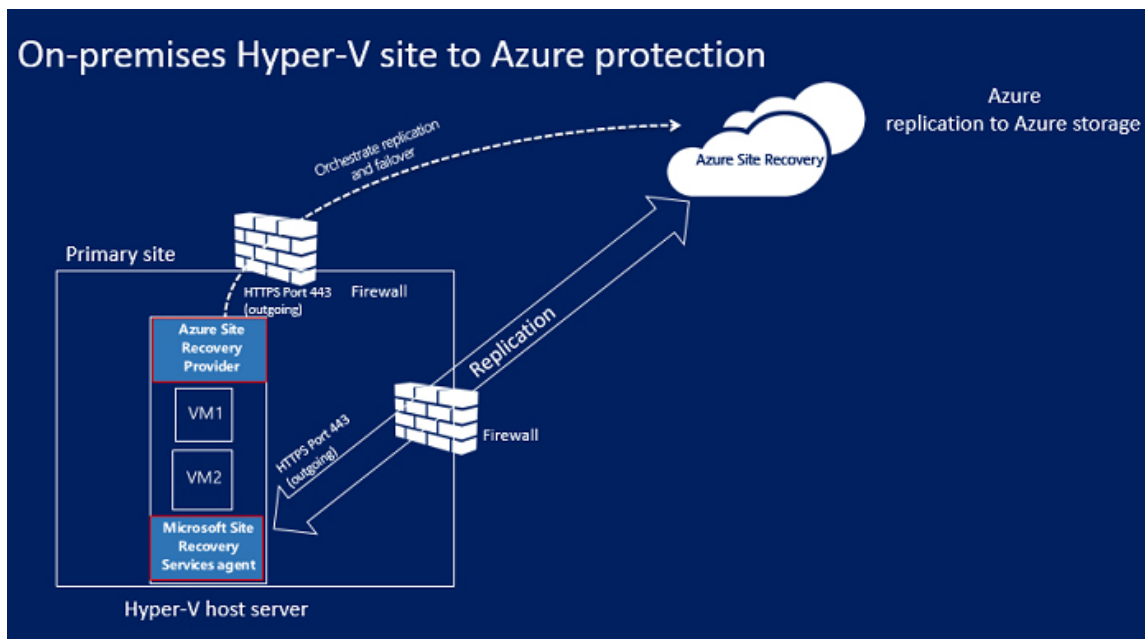 On-premises Hyper-V site to Azure protection
Azure
replication to Azure storage
Orchestrate replication
and failover
Azure Site Recovery
Primary site
HTTPS Port 443
(outgoing)
Firewall
Azure Site
Recovery
Provider
VM1
VM2
Microsoft Site
Recovery
Services agent
Replication
HTTPS Port 443
(outgoing)
Firewall
Hyper-V host server